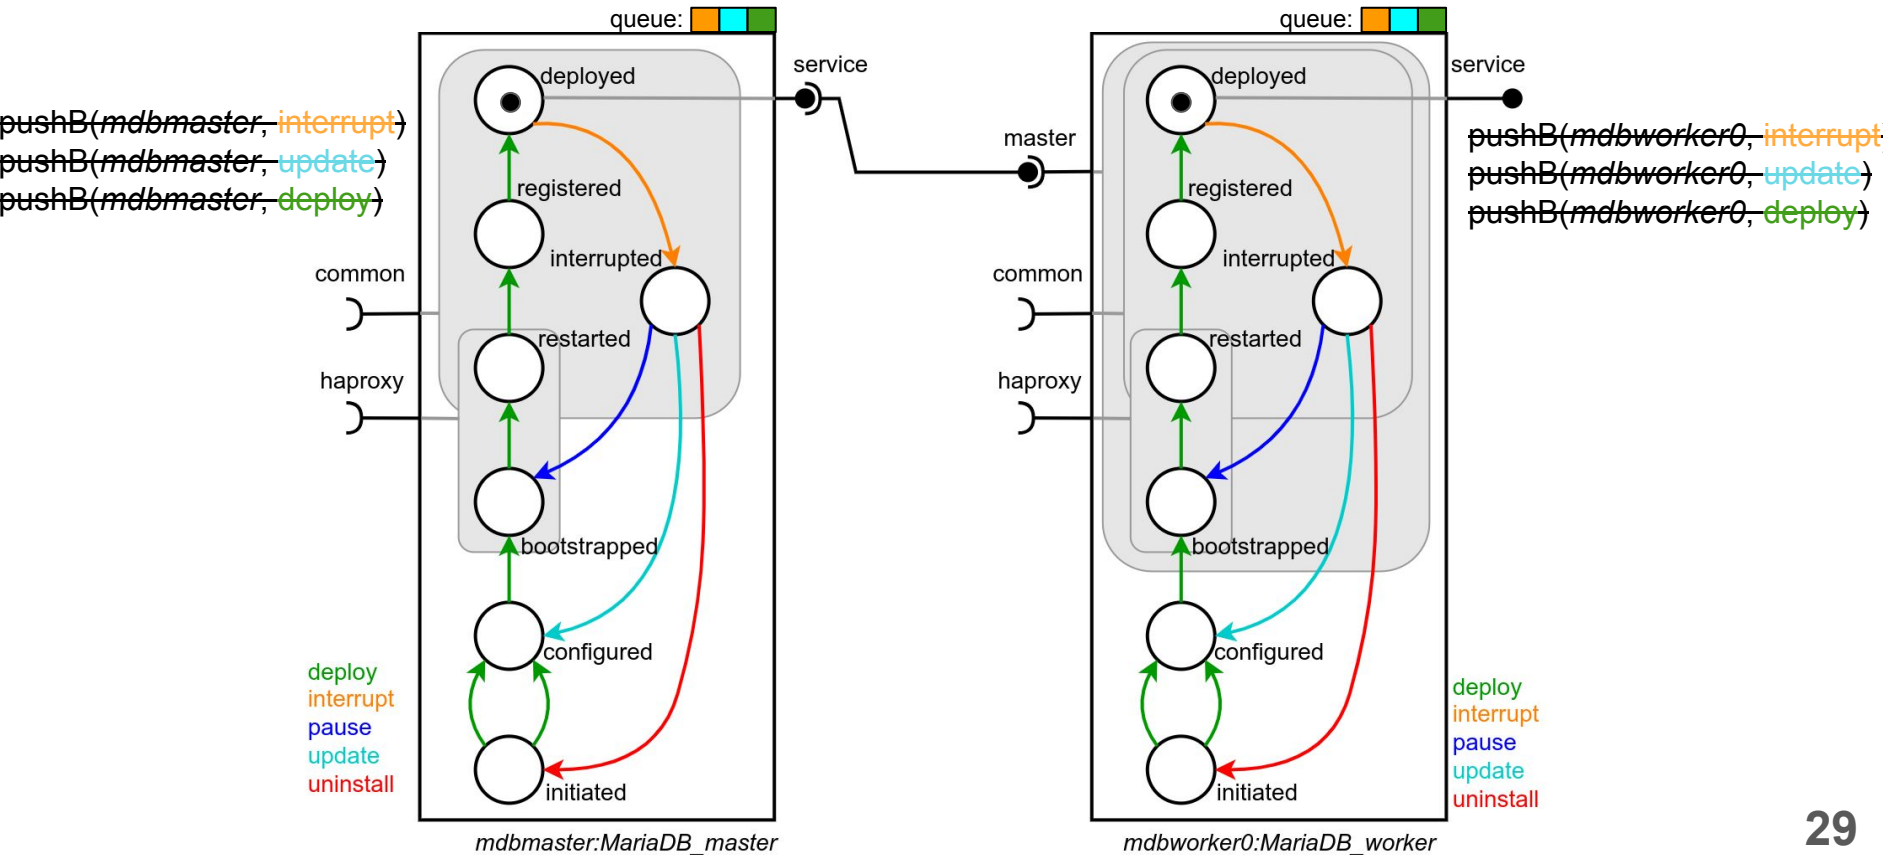 queue:
queue:
deployed
service
deployed
service
pushB(mdbmaster, interrupt)
pushB(mdbmaster, update)
pushB(mdbmaster, deploy)
master
pushB(mdbworker0, interrupt
pushB(mdbworker0, update)
pushB(mdbworker0, deploy)
registered
registered
interrupted
interrupted
common
common
restarted
restarted
haproxy
haproxy
bootstrapped
bootstrapped
configured
configured
deploy
interrupt
pause
update
uninstall
deploy
interrupt
pause
update
uninstall
initiated
initiated
mdbmaster:MariaDB_master
mdbworker0:MariaDB_worker
29